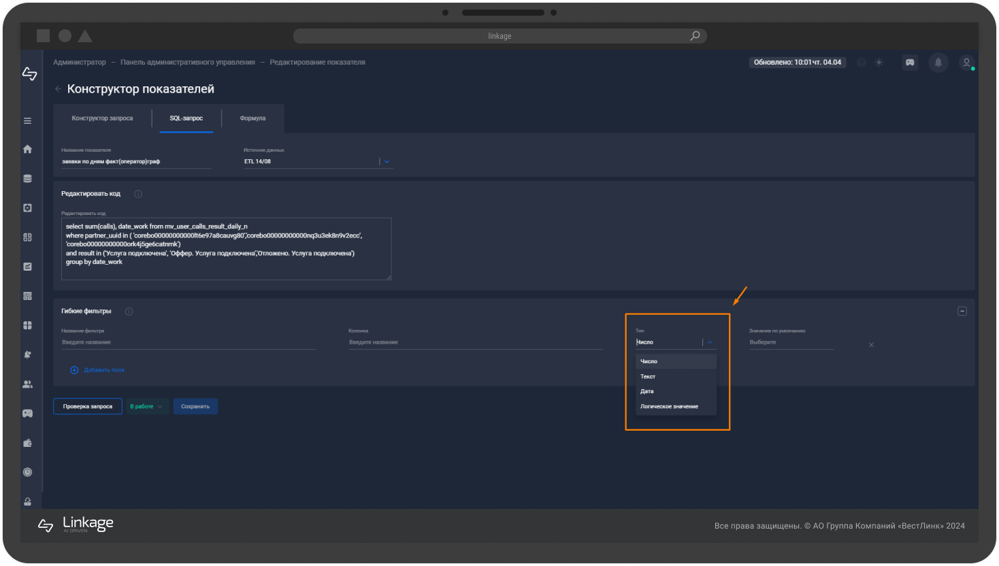 linkage
Администратор – Панель административного управления – Редактирование показателя
Обновлено: 10:01 чт. 04.04
Конструктор показателей
Конструктор запроса
SQL-запрос
Формула
Название показателя
Источник данных
заявки по дням факт(оператор)граф
ETL 14/08
Редактировать код
Редактировать код
select sum(calls), date_work from mv_user_calls_result_daily_n
where partner_uuid in ( 'corebo00000000000lt6e97a8cauvg80','corebo00000000000nq3u3ek8n9v2ecc',
'corebo00000000000ork4j5ge6catnmk')
and result in ('Услуга подключена', 'Оффер. Услуга подключена','Отложено. Услуга подключена')
group by date_work
Гибкие фильтры
Название фильтра
Колонка
Тип
Значение по умолчанию
Введите название
Введите название
Число
Выберите
Число
Текст
Дата
Логическое значение
Добавить поля
Проверка запроса
В работе
Сохранить
Linkage
AI DRIVEN
Все права защищены. © АО Группа Компаний «ВестЛинк» 2024